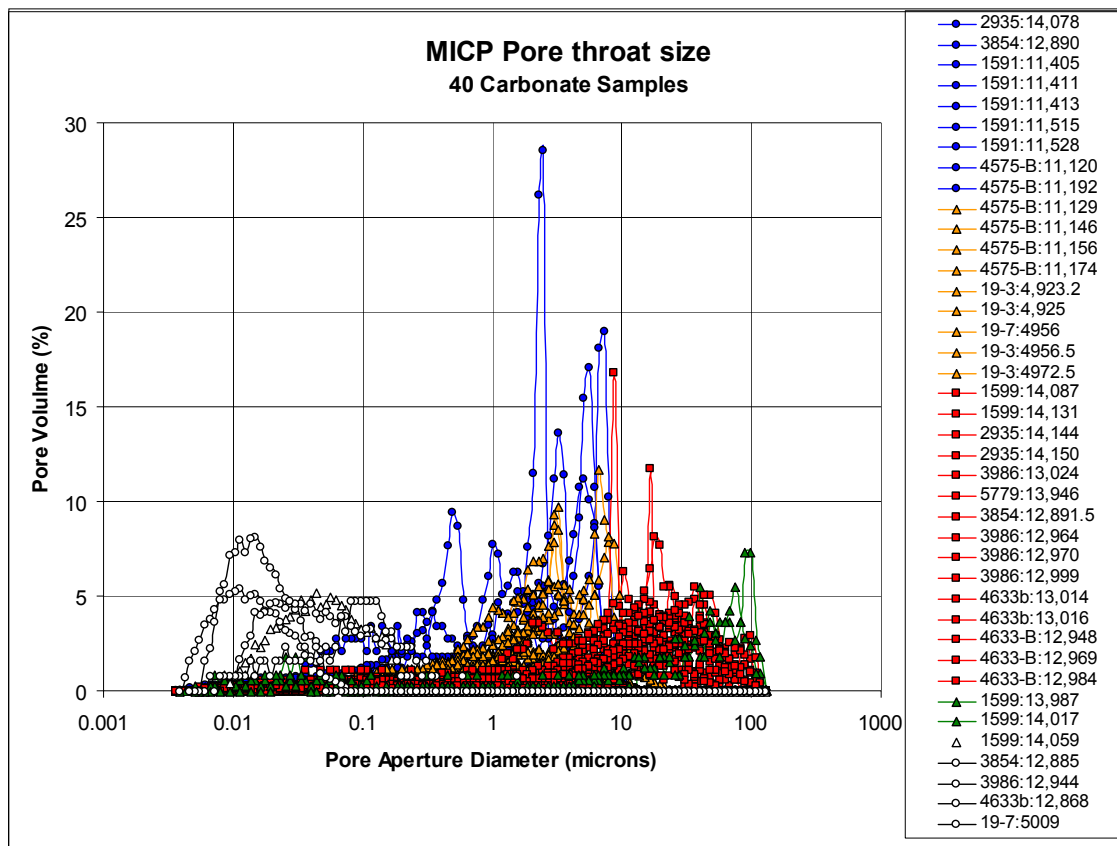 MICP Pore throat size
40 Carbonate Samples
30
25
20
15
10
5
0
Pore Volulme (%)
0.001
0.01
0.1
1
10
100
1000
Pore Aperture Diameter (microns)
2935:14,078
3854:12,890
1591:11,405
1591:11,411
1591:11,413
1591:11,515
1591:11,528
4575-B:11,120
4575-B:11,192
4575-B:11,129
4575-B:11,146
4575-B:11,156
4575-B:11,174
19-3:4,923.2
19-3:4,925
19-7:4956
19-3:4956.5
19-3:4972.5
1599:14,087
1599:14,131
2935:14,144
2935:14,150
3986:13,024
5779:13,946
3854:12,891.5
3986:12,964
3986:12,970
3986:12,999
4633b:13,014
4633b:13,016
4633-B:12,948
4633-B:12,969
4633-B:12,984
1599:13,987
1599:14,017
1599:14,059
3854:12,885
3986:12,944
4633b:12,868
19-7:5009